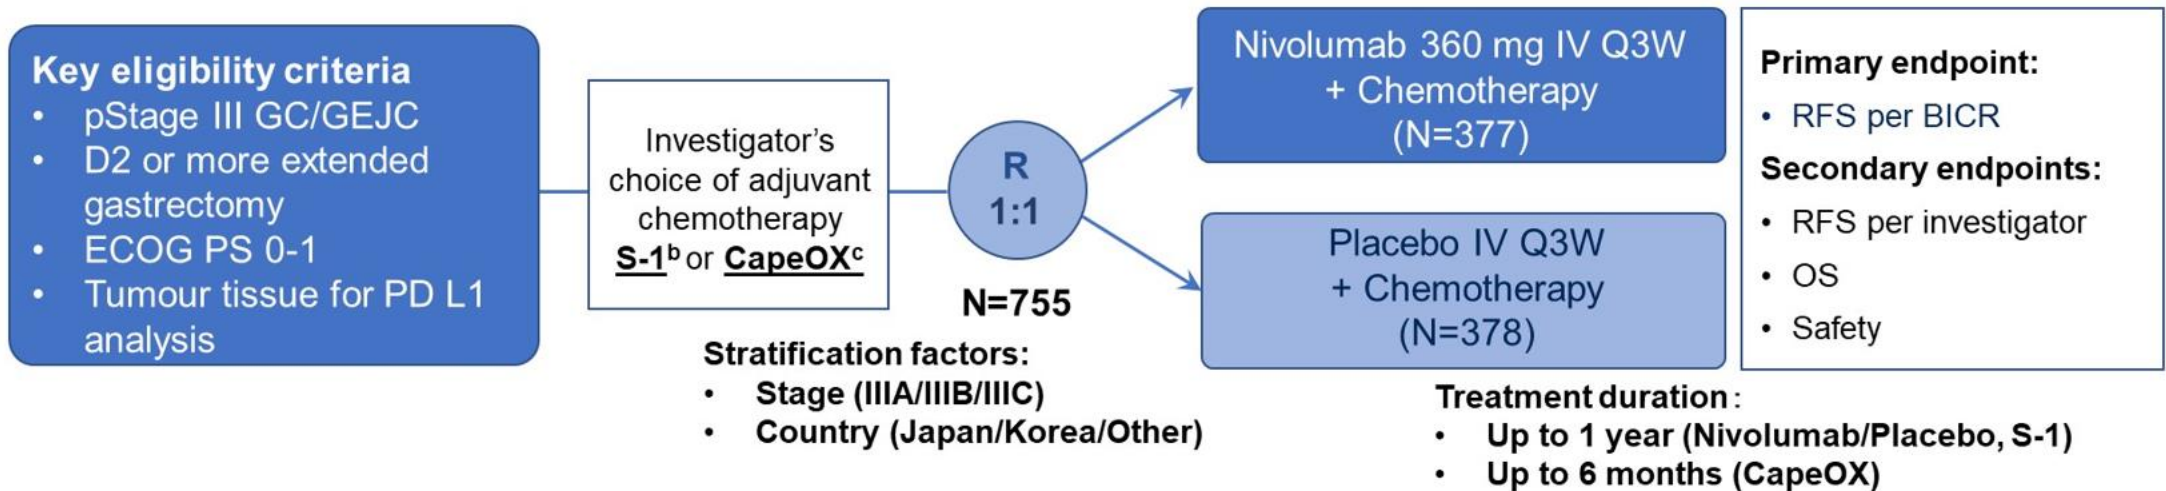 Key eligibility criteria
• pStage III GC/GEJC
• D2 or more extended
gastrectomy
• ECOG PS 0-1
• Tumour tissue for PD L1
analysis
Investigator's
choice of adjuvant
chemotherapy
S-1ᵇ or CapeOXᶜ
R
1:1
N=755
Stratification factors:
• Stage (IIIA/IIIB/IIIC)
• Country (Japan/Korea/Other)
Nivolumab 360 mg IV Q3W
+ Chemotherapy
(N=377)
Placebo IV Q3W
+ Chemotherapy
(N=378)
Primary endpoint:
• RFS per BICR
Secondary endpoints:
• RFS per investigator
• OS
• Safety
Treatment duration:
• Up to 1 year (Nivolumab/Placebo, S-1)
• Up to 6 months (CapeOX)